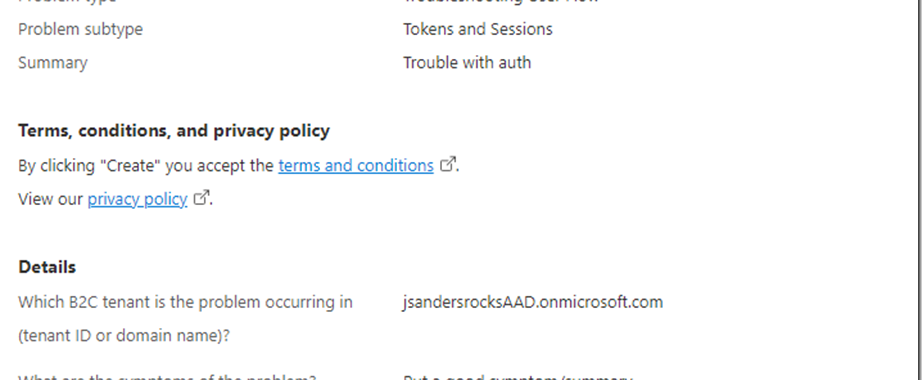 Problem type Troubleshooting User Flow
Problem subtype Tokens and Sessions
Summary Trouble with auth
Terms, conditions, and privacy policy
By clicking "Create" you accept the terms and conditions.
View our privacy policy.
Details
Which B2C tenant is the problem occurring in jsandersrocksAAD.onmicrosoft.com
(tenant ID or domain name)?
What are the symptoms of the problem? Put a good symptom/summary